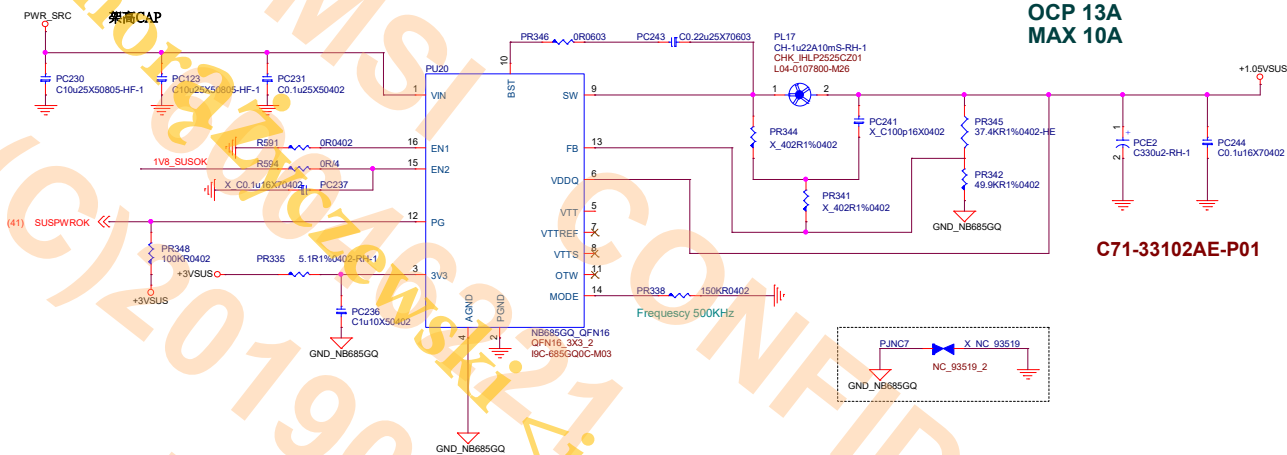 PWR_SRC
架高CAP
OCP 13A
MAX 10A
PR346
0R0603
PC243
C0.22u25X70603
PL17
CH-1u22A10mS-RH-1
CHK_IHLP2525CZ01
L04-0107800-M26
+1.05VSUS
PC230
C10u25X50805-HF-1
PC123
C10u25X50805-HF-1
PC231
C0.1u25X50402
PU20
10
BST
1
VIN
SW
9
1
2
PR344
X_402R1%0402
PC241
X_C100p16X0402
PR345
37.4KR1%0402-HE
1
+
2
PCE2
C330u2-RH-1
PC244
C0.1u16X70402
R591
0R0402
16
EN1
FB
13
1V8_SUSOK
R594
0R/4
15
EN2
VDDQ
6
PR342
49.9KR1%0402
X_C0.1u16X70402
PC237
PR341
X_402R1%0402
VTT
5
GND_NB685GQ
(41)
SUSPWROK
12
PG
VTTREF
7
VTTS
8
C71-33102AE-P01
PR348
100KR0402
+3VSUS
PR335
5.1R1%0402-RH-1
3
3V3
OTW
11
+3VSUS
MODE
14
PR338
150KR0402
Frequescy 500KHz
PC236
C1u10X50402
AGND
PGND
4
2
GND_NB685GQ
NB685GQ_QFN16
QFN16_3X3_2
I9C-685GQ0C-M03
PJNC7
X_NC_93519
NC_93519_2
GND_NB685GQ
GND_NB685GQ
MSI
CONFID
(C)20190